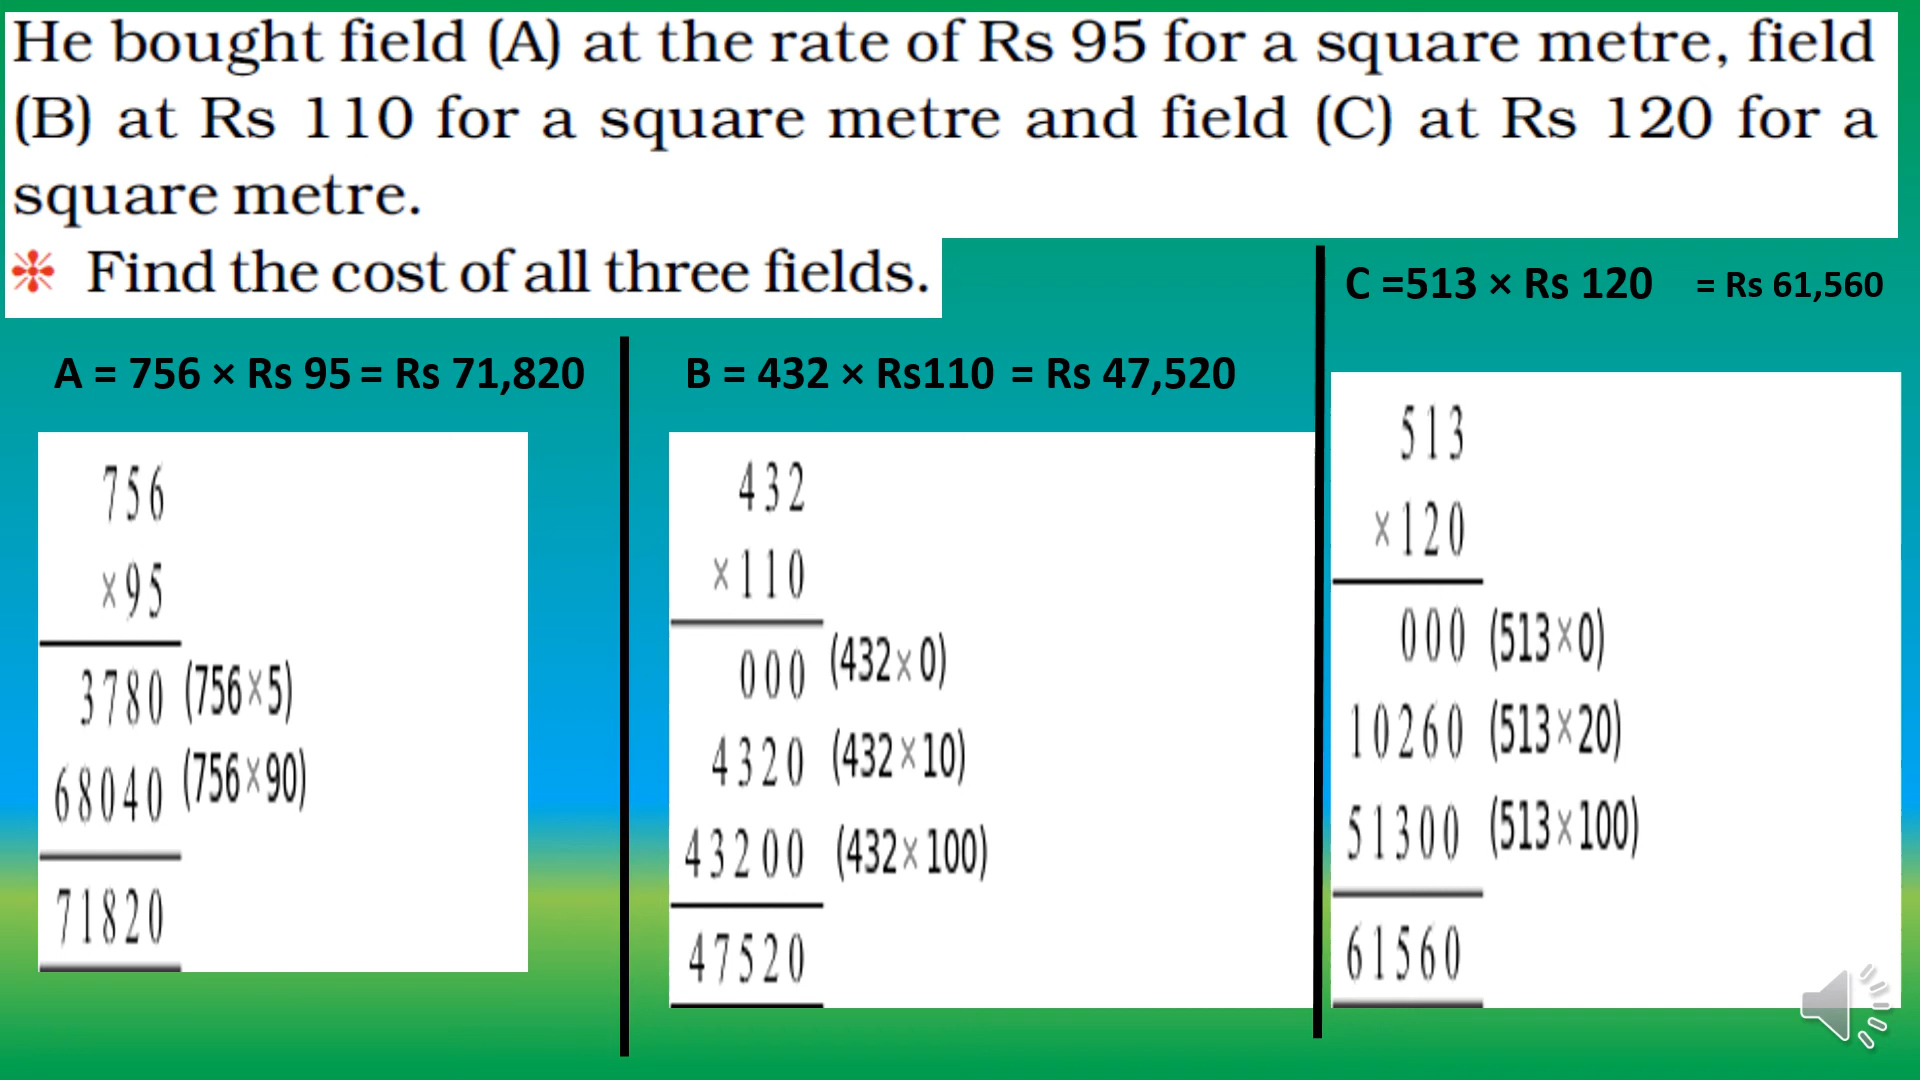 He bought field (A) at the rate of Rs 95 for a square metre, field
(B) at Rs 110 for a square metre and field (C) at Rs 120 for a
square metre.
❉ Find the cost of all three fields.
A = 756 × Rs 95 = Rs 71,820
756
×95
3780 (756×5)
68040 (756×90)
71820
B = 432 × Rs110 = Rs 47,520
432
×110
000 (432×0)
4320 (432×10)
43200 (432×100)
47520
C =513 × Rs 120 = Rs 61,560
513
×120
000 (513×0)
10260 (513×20)
51300 (513×100)
61560